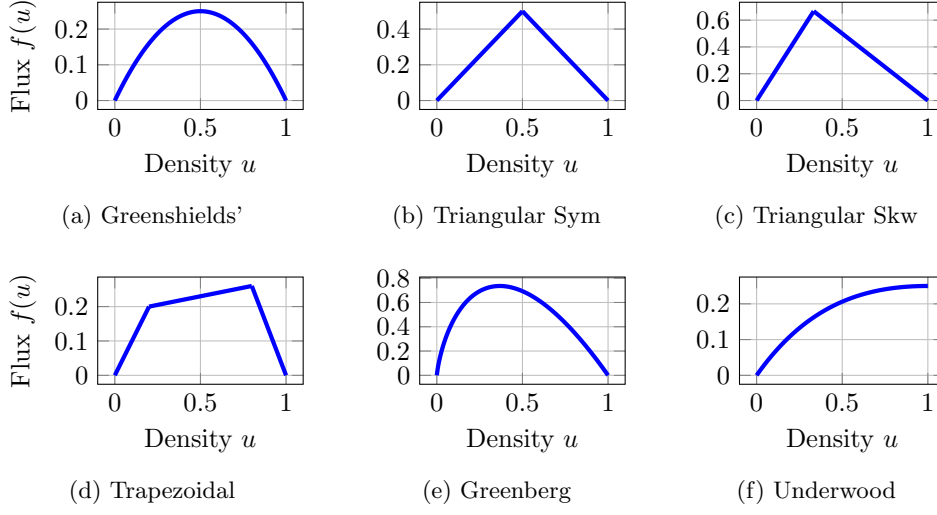 Flux f(u)
0.2
0.1
0
0 0.5 1
Density u
(a) Greenshields'
0.4
0.2
0
0 0.5 1
Density u
(b) Triangular Sym
0.6
0.4
0.2
0
0 0.5 1
Density u
(c) Triangular Skw
Flux f(u)
0.2
0.1
0
0 0.5 1
Density u
(d) Trapezoidal
0.8
0.6
0.4
0.2
0
0 0.5 1
Density u
(e) Greenberg
0.2
0.1
0
0 0.5 1
Density u
(f) Underwood